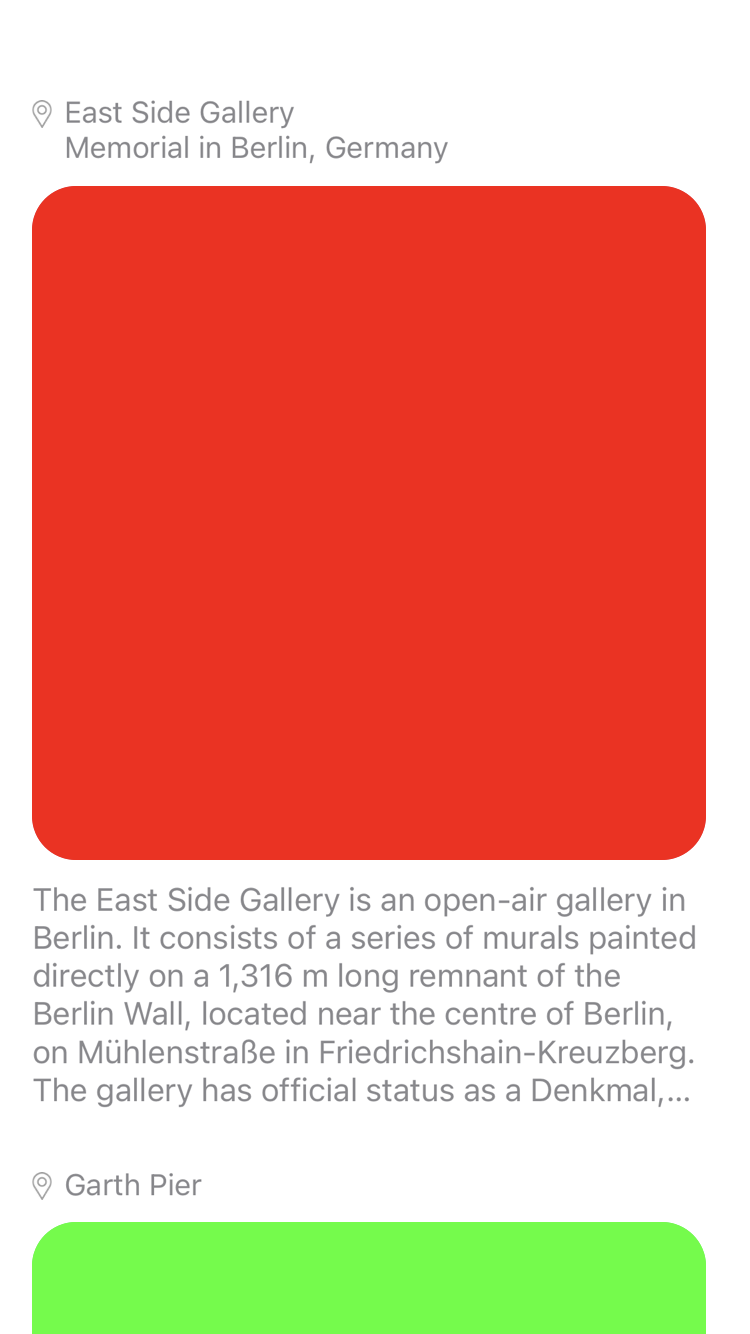 East Side Gallery
Memorial in Berlin, Germany
The East Side Gallery is an open-air gallery in
Berlin. It consists of a series of murals painted
directly on a 1,316 m long remnant of the
Berlin Wall, located near the centre of Berlin,
on Mühlenstraße in Friedrichshain-Kreuzberg.
The gallery has official status as a Denkmal,...
Garth Pier